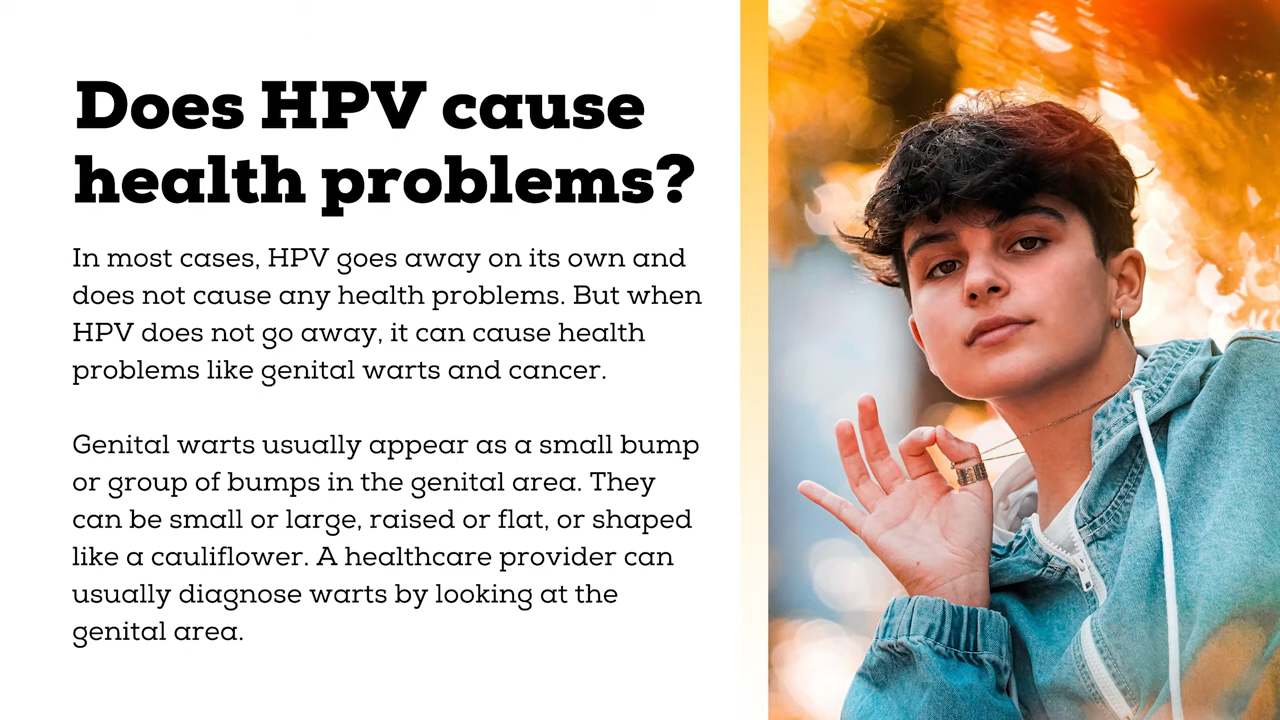 Does HPV cause
health problems?
In most cases, HPV goes away on its own and
does not cause any health problems. But when
HPV does not go away, it can cause health
problems like genital warts and cancer.
Genital warts usually appear as a small bump
or group of bumps in the genital area. They
can be small or large, raised or flat, or shaped
like a cauliflower. A healthcare provider can
usually diagnose warts by looking at the
genital area.